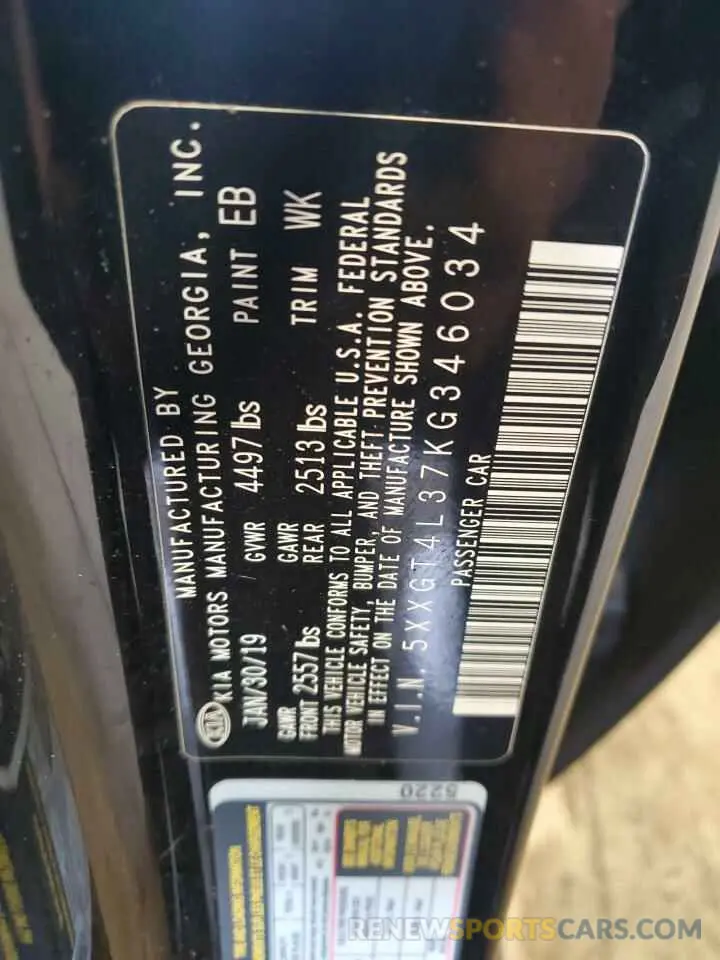 MANUFACTURED BY
KIA KIA MOTORS MANUFACTURING GEORGIA, INC.
JAN/30/19 GVWR 4497lbs PAINT EB
GAWR FRONT 2557lbs GAWR REAR 2513lbs TRIM WK
THIS VEHICLE CONFORMS TO ALL APPLICABLE U.S.A. FEDERAL
MOTOR VEHICLE SAFETY, BUMPER, AND THEFT PREVENTION STANDARDS
IN EFFECT ON THE DATE OF MANUFACTURE SHOWN ABOVE.
V.I.N. 5XXGT4L37KG346034
PASSENGER CAR
5220
RENEWSPORTSCARS.COM